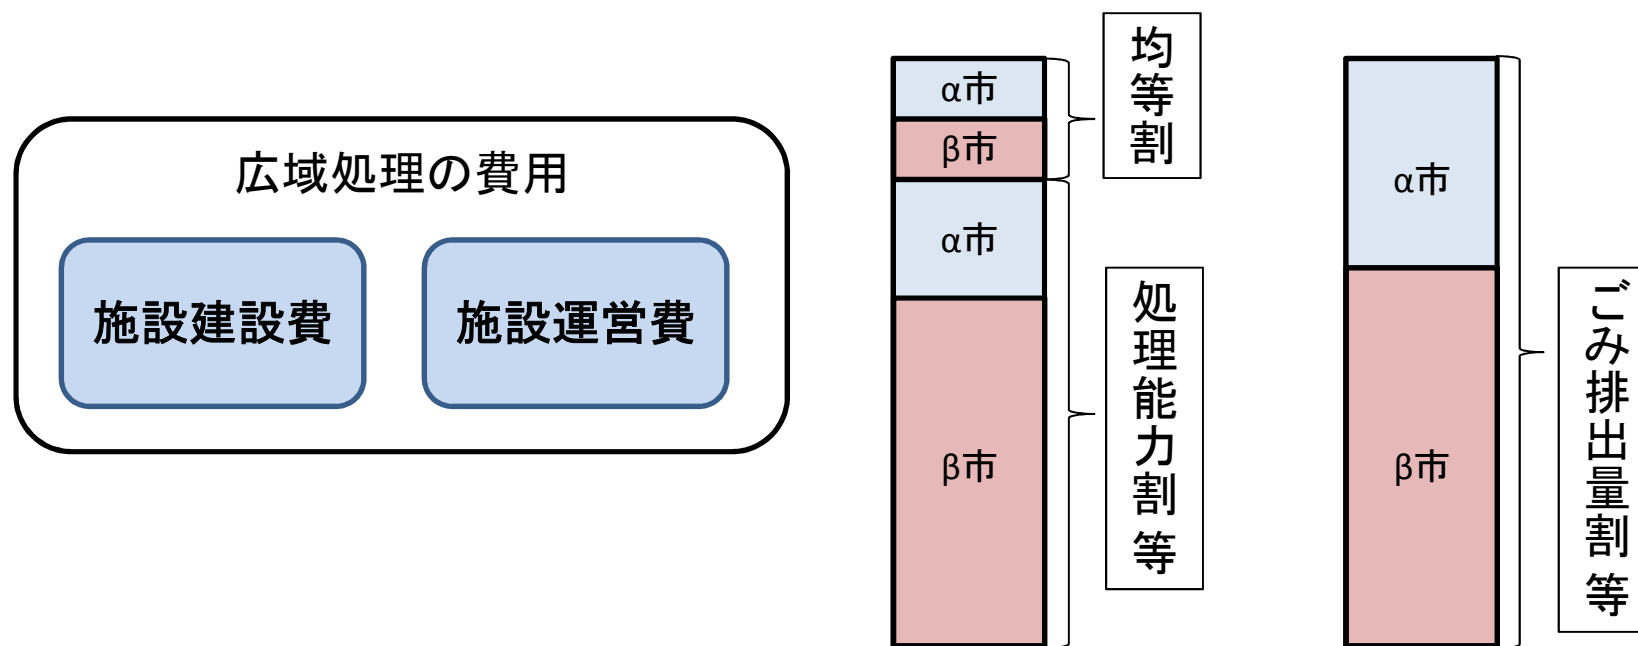 広域処理の費用
施設建設費
施設運営費
α市
β市
α市
β市
均等割
処理能力割 等
α市
β市
ごみ排出量割 等